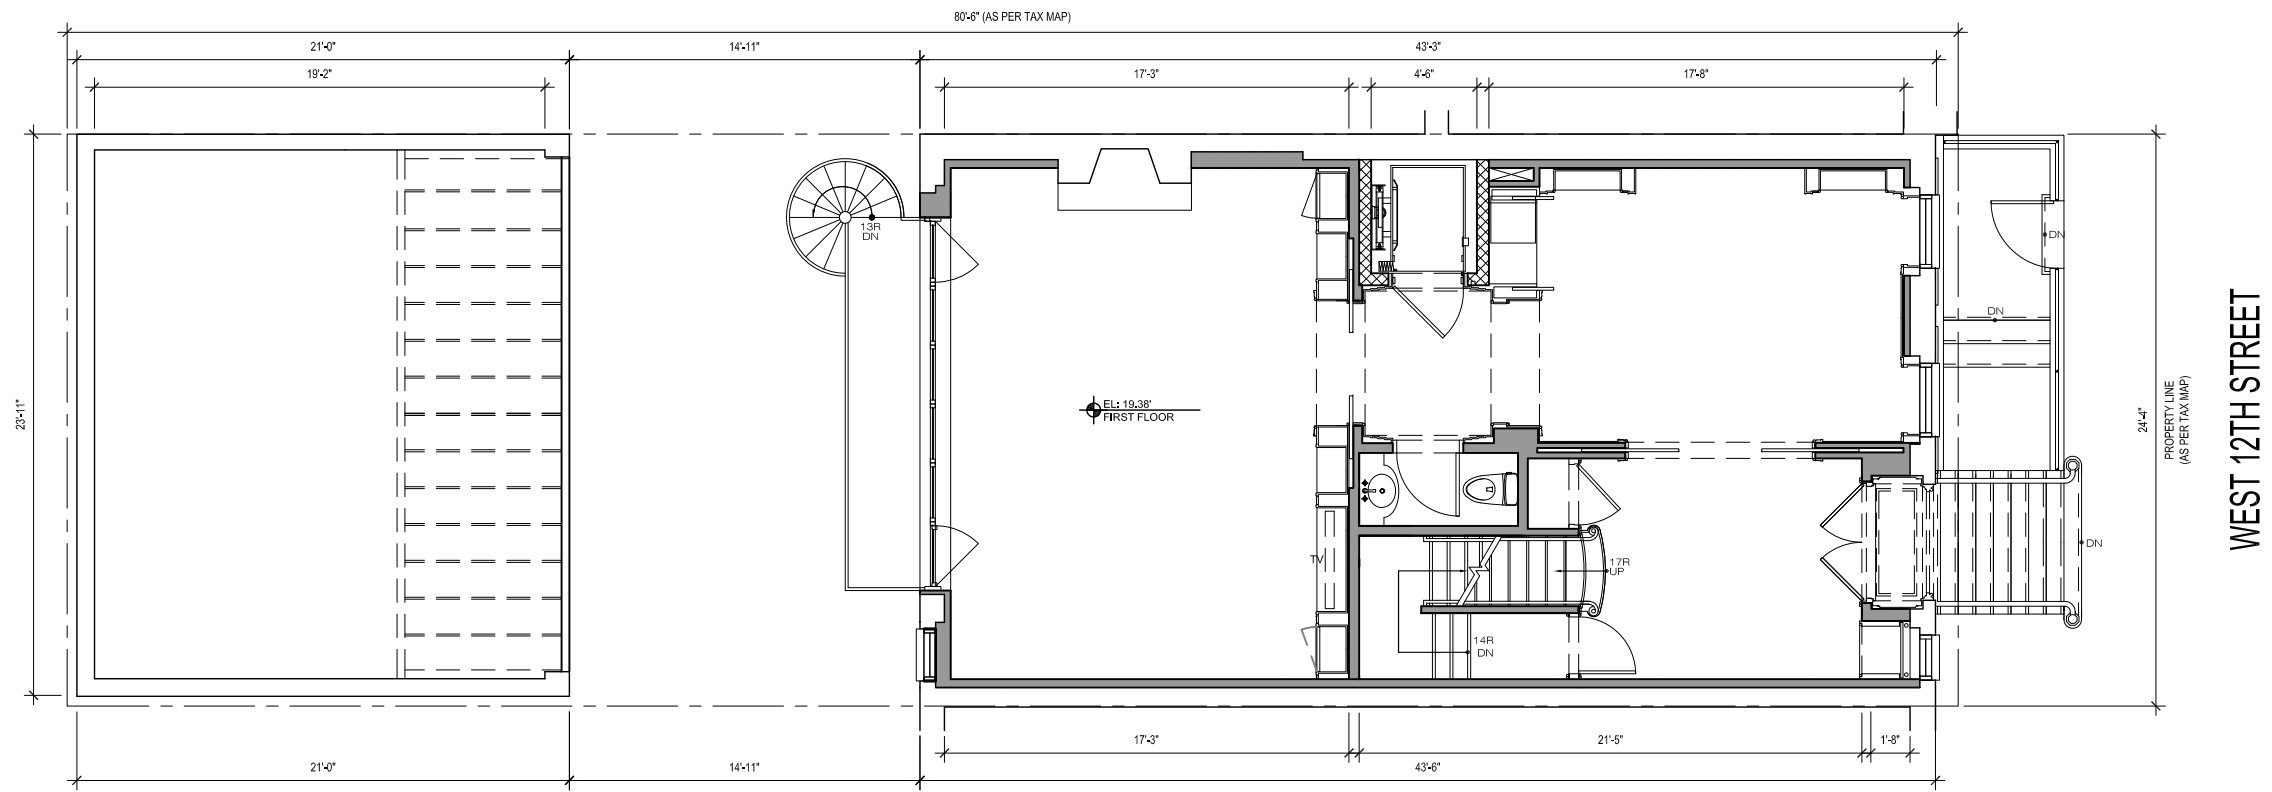 80'-6" (AS PER TAX MAP)
21'-0"
14'-11"
43'-3"
19'-2"
17'-3"
4'-6"
17'-8"
13R
DN
DN
DN
EL: 19.38'
FIRST FLOOR
23'-11"
24'-4"
PROPERTY LINE
(AS PER TAX MAP)
WEST 12TH STREET
TV
17R
UP
DN
14R
DN
17'-3"
21'-5"
1'-8"
21'-0"
14'-11"
43'-6"